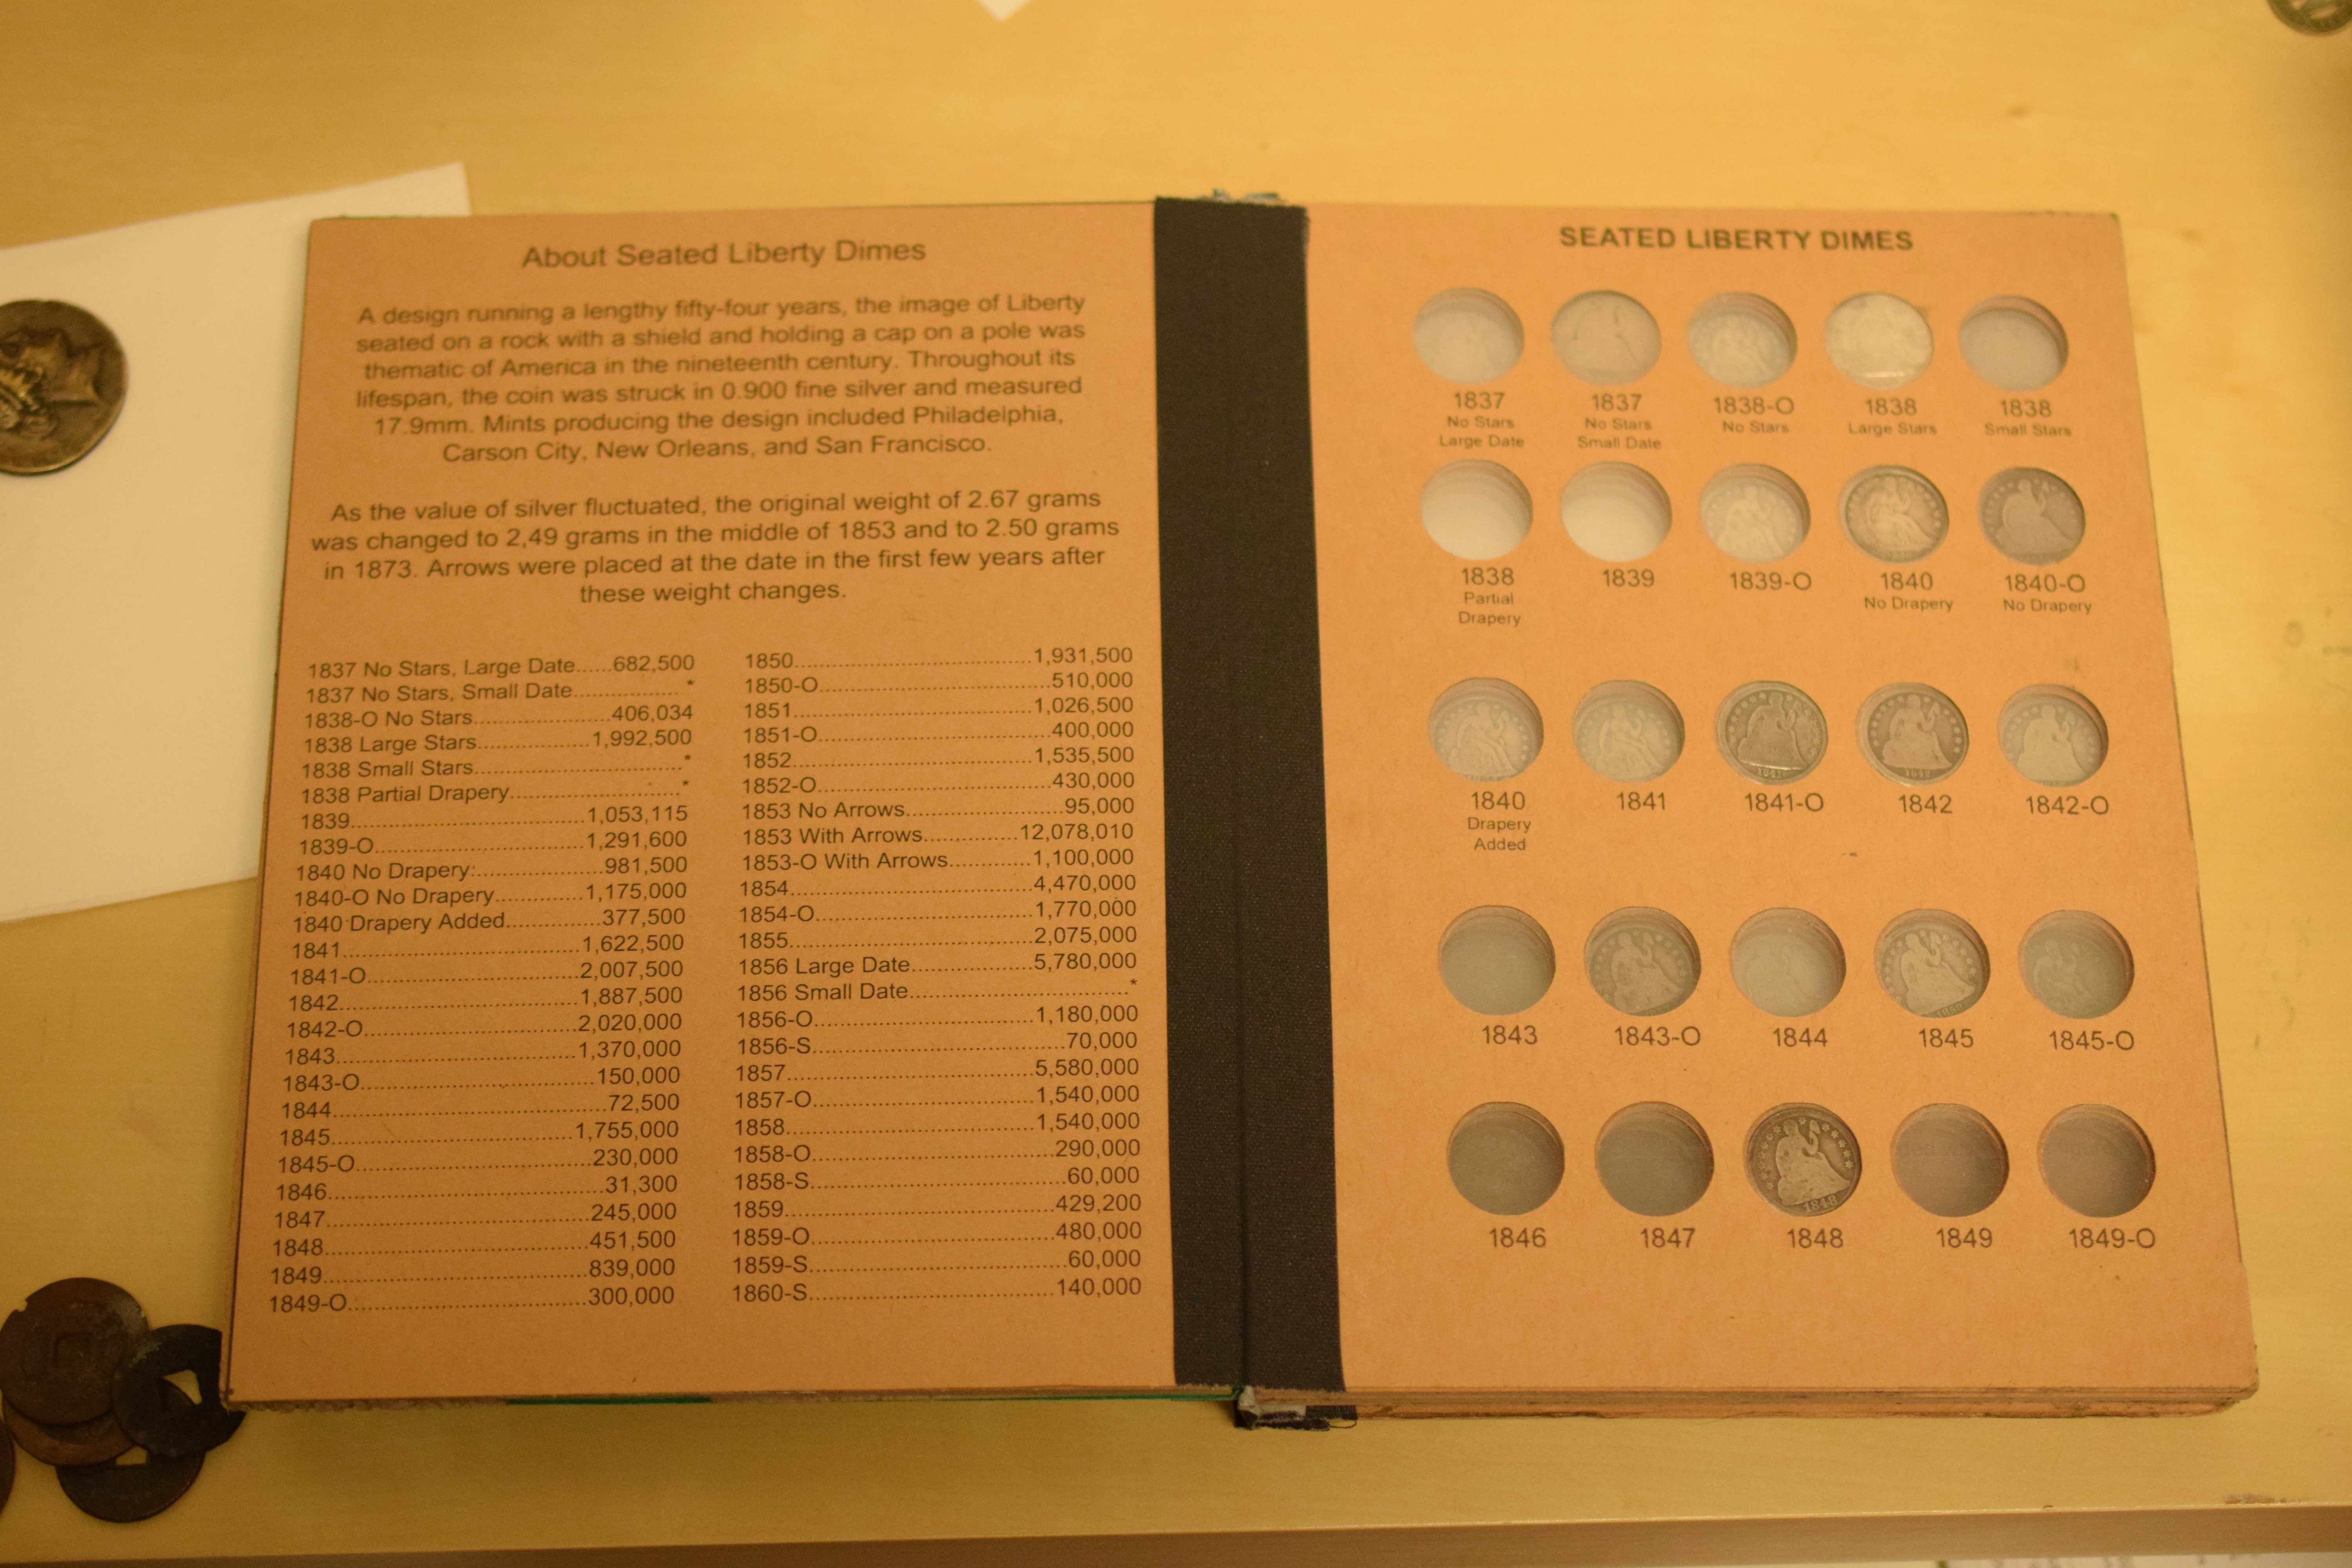 About Seated Liberty Dimes
A design running a lengthy fifty-four years, the image of Liberty
seated on a rock with a shield and holding a cap on a pole was
thematic of America in the nineteenth century. Throughout its
lifespan, the coin was struck in 0.900 fine silver and measured
17.9mm. Mints producing the design included Philadelphia,
Carson City, New Orleans, and San Francisco.
As the value of silver fluctuated, the original weight of 2.67 grams
was changed to 2,49 grams in the middle of 1853 and to 2.50 grams
in 1873. Arrows were placed at the date in the first few years after
these weight changes.
1837 No Stars, Large Date......682,500
1837 No Stars, Small Date.................. *
1838-O No Stars.......................406,034
1838 Large Stars..................1,992,500
1838 Small Stars.................................*
1838 Partial Drapery...........................*
1839......................................1,053,115
1839-O..................................1,291,600
1840 No Drapery:.....................981,500
1840-O No Drapery..............1,175,000
1840 Drapery Added...............377,500
1841......................................1,622,500
1841-O..................................2,007,500
1842......................................1,887,500
1842-O..................................2,020,000
1843......................................1,370,000
1843-O.....................................150,000
1844...........................................72,500
1845......................................1,755,000
1845-O.....................................230,000
1846...........................................31,300
1847.........................................245,000
1848.........................................451,500
1849.........................................839,000
1849-O.....................................300,000
1850.....................................1,931,500
1850-O....................................510,000
1851.....................................1,026,500
1851-O....................................400,000
1852.....................................1,535,500
1852-O....................................430,000
1853 No Arrows.........................95,000
1853 With Arrows...............12,078,010
1853-O With Arrows.............1,100,000
1854.....................................4,470,000
1854-O..................................1,770,000
1855.....................................2,075,000
1856 Large Date...................5,780,000
1856 Small Date..................................*
1856-O..................................1,180,000
1856-S.......................................70,000
1857.....................................5,580,000
1857-O..................................1,540,000
1858.....................................1,540,000
1858-O.....................................290,000
1858-S.......................................60,000
1859.........................................429,200
1859-O.....................................480,000
1859-S.......................................60,000
1860-S.....................................140,000
SEATED LIBERTY DIMES
1837 1837 1838-O 1838 1838
No Stars No Stars No Stars Large Stars Small Stars
Large Date Small Date
1838 1839 1839-O 1840 1840-O
Partial No Drapery No Drapery
Drapery
1840 1841 1841-O 1842 1842-O
Drapery
Added
1843 1843-O 1844 1845 1845-O
1848
1846 1847 1848 1849 1849-O